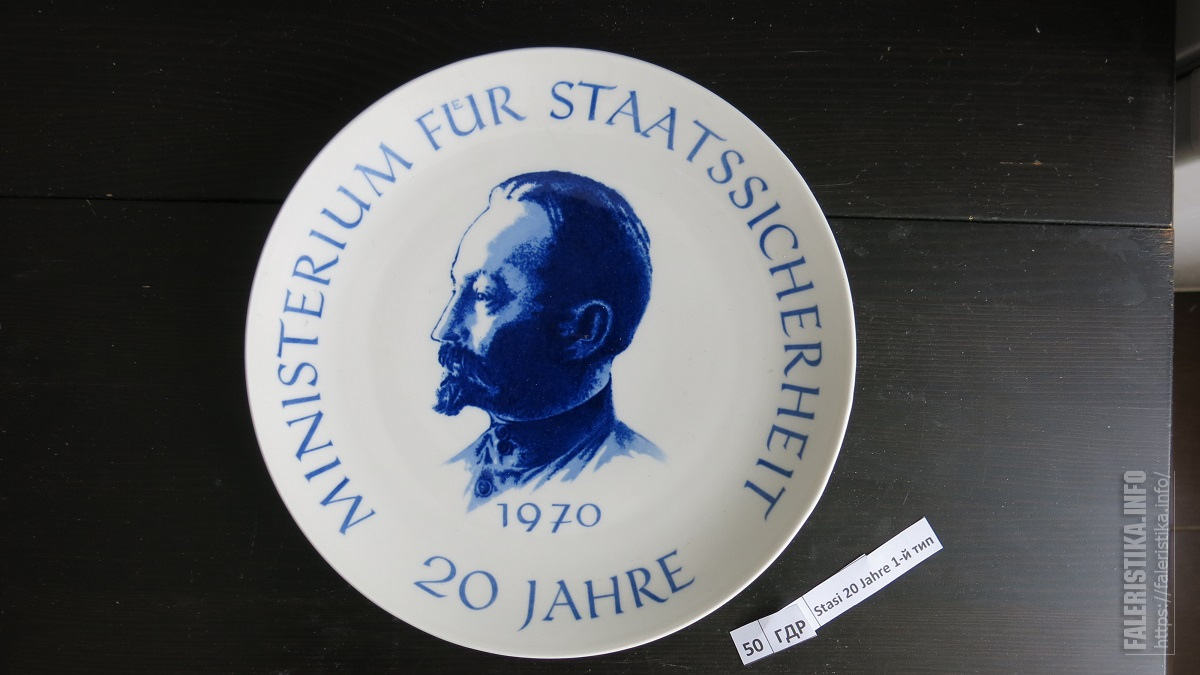 MINISTERIUM FÜR STAATSSICHERHEIT
1970
20 JAHRE
50 ГДР Stasi 20 Jahre 1-й тип
FALERISTIKA.INFO
https://faleristika.info/